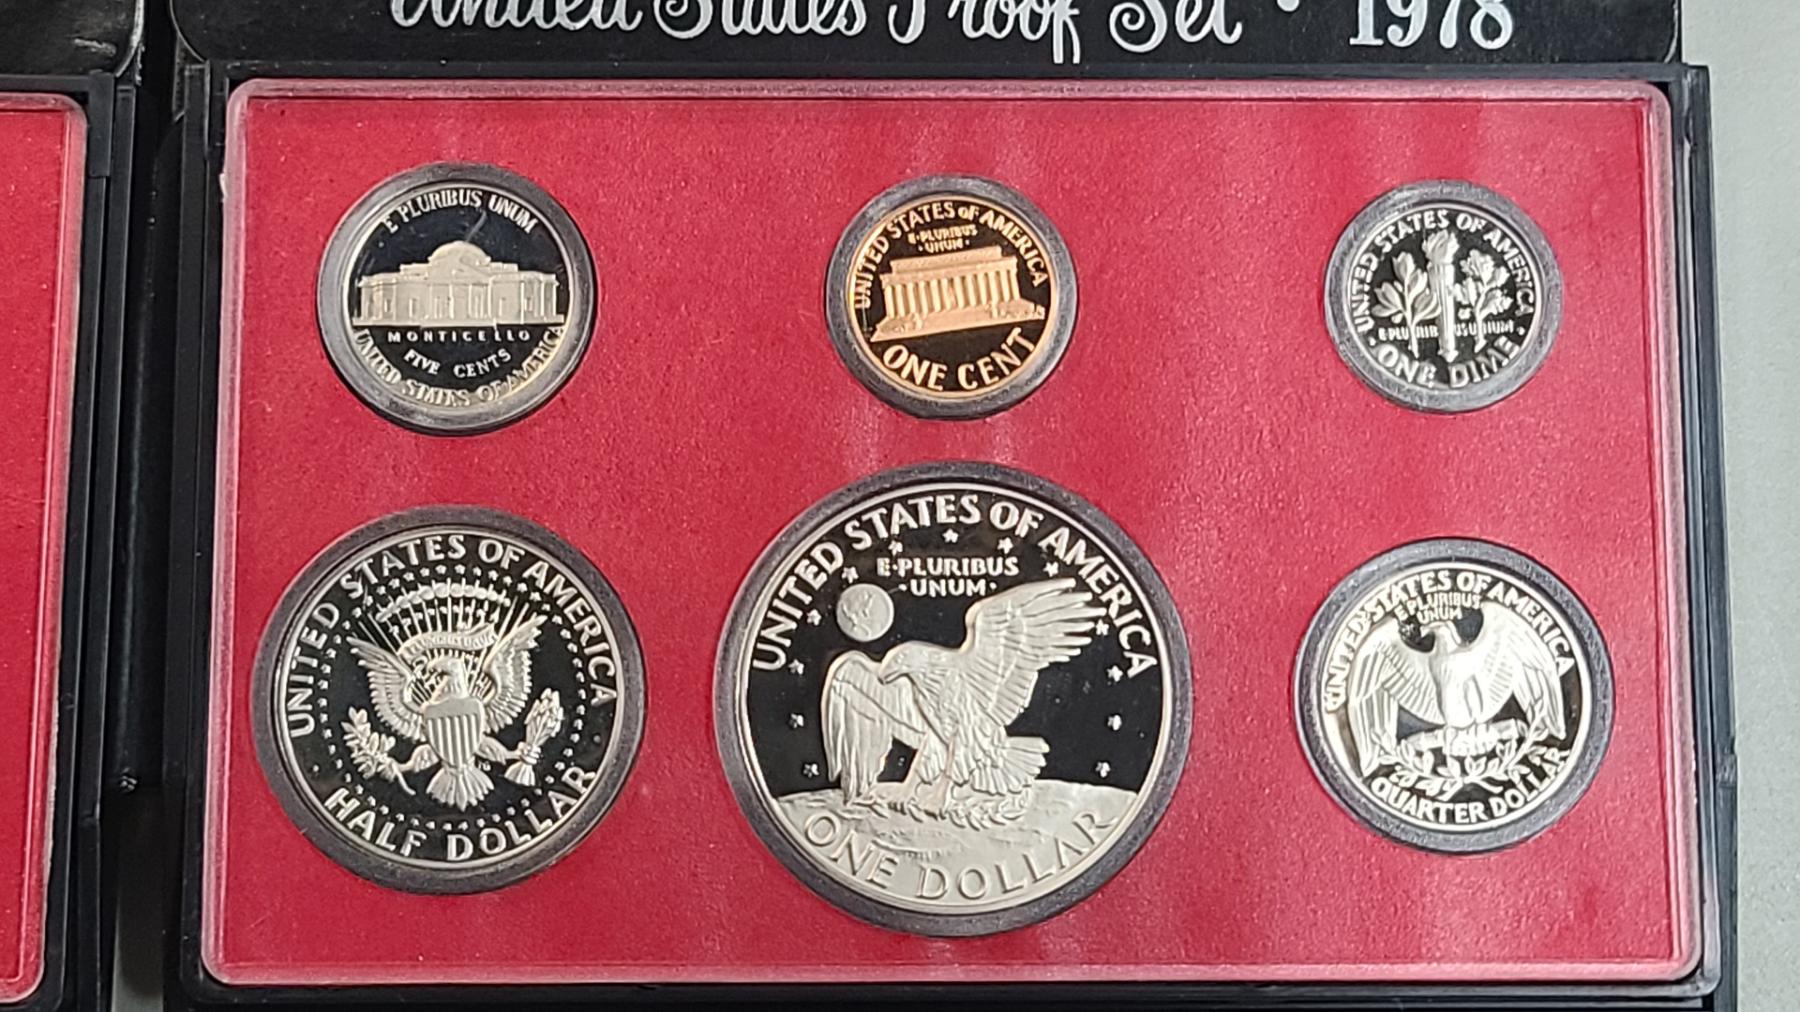 United States Proof Set · 1978
E PLURIBUS UNUM
MONTICELLO
FIVE CENTS
UNITED STATES OF AMERICA
UNITED STATES OF AMERICA
E·PLURIBUS
·UNUM·
ONE CENT
UNITED STATES OF AMERICA
E PLURIBUS UNUM
· ONE DIME ·
UNITED STATES OF AMERICA
· HALF DOLLAR ·
UNITED STATES OF AMERICA
E·PLURIBUS
·UNUM·
ONE DOLLAR
UNITED·STATES OF AMERICA
E PLURIBUS
UNUM
QUARTER DOLLAR